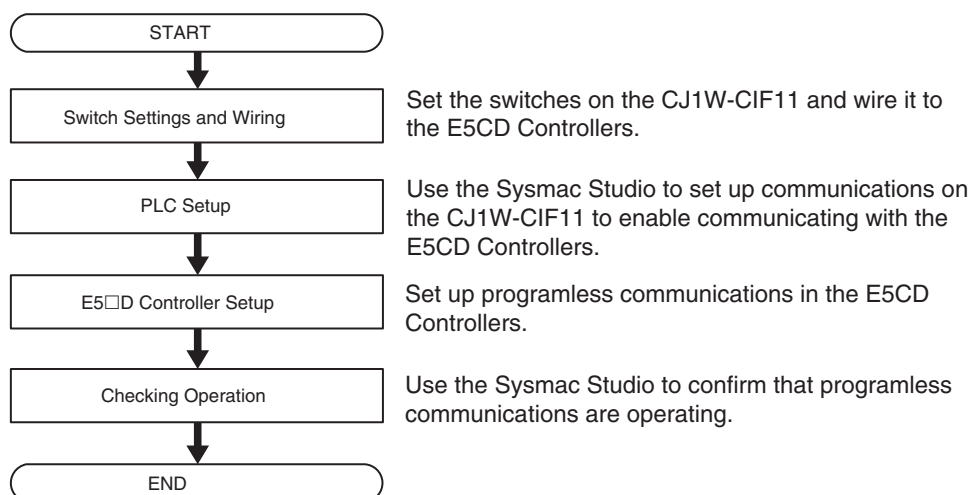 START
Switch Settings and Wiring
Set the switches on the CJ1W-CIF11 and wire it to
the E5CD Controllers.
PLC Setup
Use the Sysmac Studio to set up communications on
the CJ1W-CIF11 to enable communicating with the
E5CD Controllers.
E5□D Controller Setup
Set up programless communications in the E5CD
Controllers.
Checking Operation
Use the Sysmac Studio to confirm that programless
communications are operating.
END